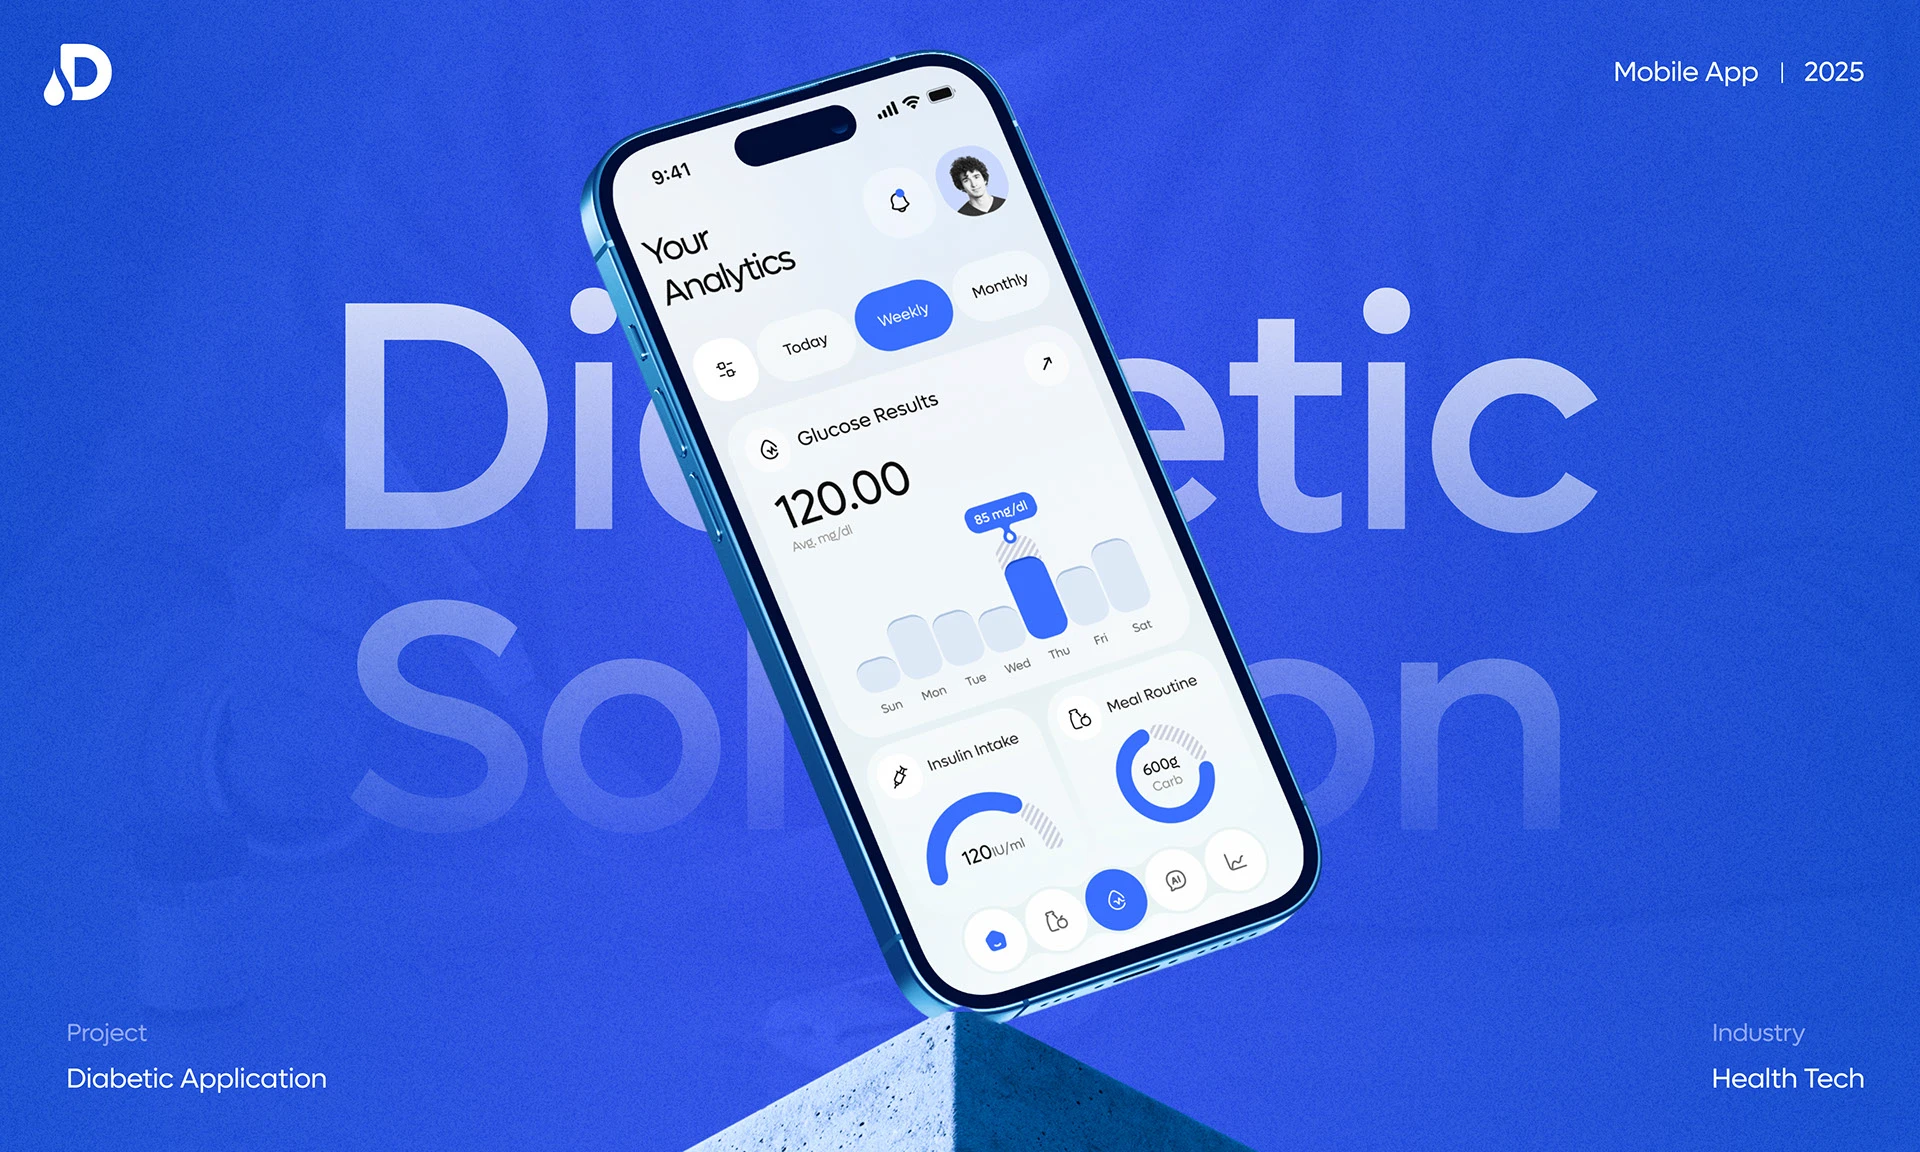 D
Mobile App | 2025
9:41
Your
Analytics
Today
Weekly
Monthly
Glucose Results
120.00
Avg. mg/dl
85 mg/dl
Sun
Mon
Tue
Wed
Thu
Fri
Sat
Insulin Intake
120IU/ml
Meal Routine
600g
Carb
AI
Di etic
Sol on
Project
Diabetic Application
Industry
Health Tech